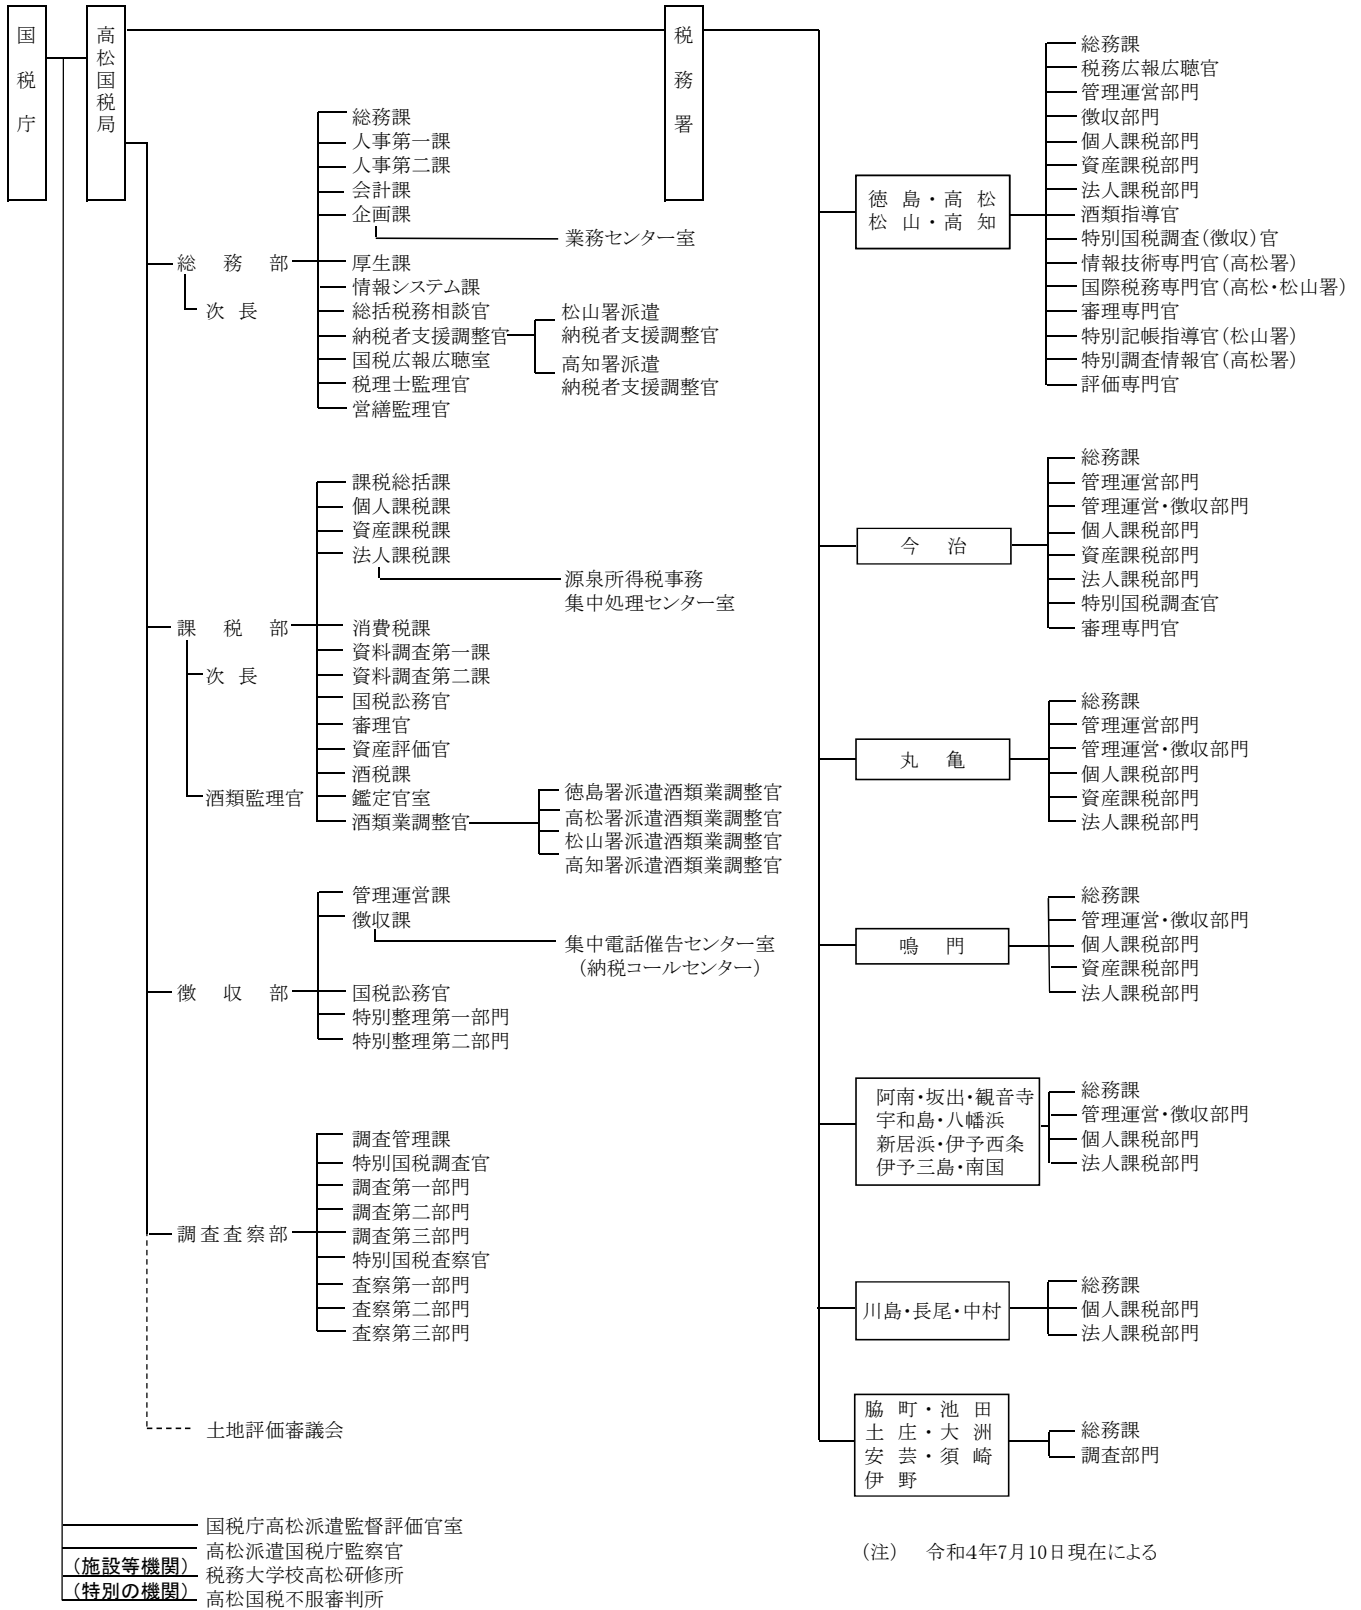 国税庁
高松国税局
総務部
次長
総務課
人事第一課
人事第二課
会計課
企画課
業務センター室
厚生課
情報システム課
総括税務相談官
納税者支援調整官
松山署派遣
納税者支援調整官
高知署派遣
納税者支援調整官
国税広報広聴室
税理士監理官
営繕監理官
課税部
次長
酒類監理官
課税総括課
個人課税課
資産課税課
法人課税課
源泉所得税事務
集中処理センター室
消費税課
資料調査第一課
資料調査第二課
国税訟務官
審理官
資産評価官
酒税課
鑑定官室
酒類業調整官
徳島署派遣酒類業調整官
高松署派遣酒類業調整官
松山署派遣酒類業調整官
高知署派遣酒類業調整官
徴収部
管理運営課
徴収課
集中電話催告センター室
（納税コールセンター）
国税訟務官
特別整理第一部門
特別整理第二部門
調査査察部
調査管理課
特別国税調査官
調査第一部門
調査第二部門
調査第三部門
特別国税査察官
査察第一部門
査察第二部門
査察第三部門
土地評価審議会
国税庁高松派遣監督評価官室
高松派遣国税庁監察官
（施設等機関） 税務大学校高松研修所
（特別の機関） 高松国税不服審判所
税務署
徳島・高松
松山・高知
総務課
税務広報広聴官
管理運営部門
徴収部門
個人課税部門
資産課税部門
法人課税部門
酒類指導官
特別国税調査（徴収）官
情報技術専門官（高松署）
国際税務専門官（高松・松山署）
審理専門官
特別記帳指導官（松山署）
特別調査情報官（高松署）
評価専門官
今治
総務課
管理運営部門
管理運営・徴収部門
個人課税部門
資産課税部門
法人課税部門
特別国税調査官
審理専門官
丸亀
総務課
管理運営部門
管理運営・徴収部門
個人課税部門
資産課税部門
法人課税部門
鳴門
総務課
管理運営・徴収部門
個人課税部門
資産課税部門
法人課税部門
阿南・坂出・観音寺
宇和島・八幡浜
新居浜・伊予西条
伊予三島・南国
総務課
管理運営・徴収部門
個人課税部門
法人課税部門
川島・長尾・中村
総務課
個人課税部門
法人課税部門
脇町・池田
土庄・大洲
安芸・須崎
伊野
総務課
調査部門
（注） 令和4年7月10日現在による